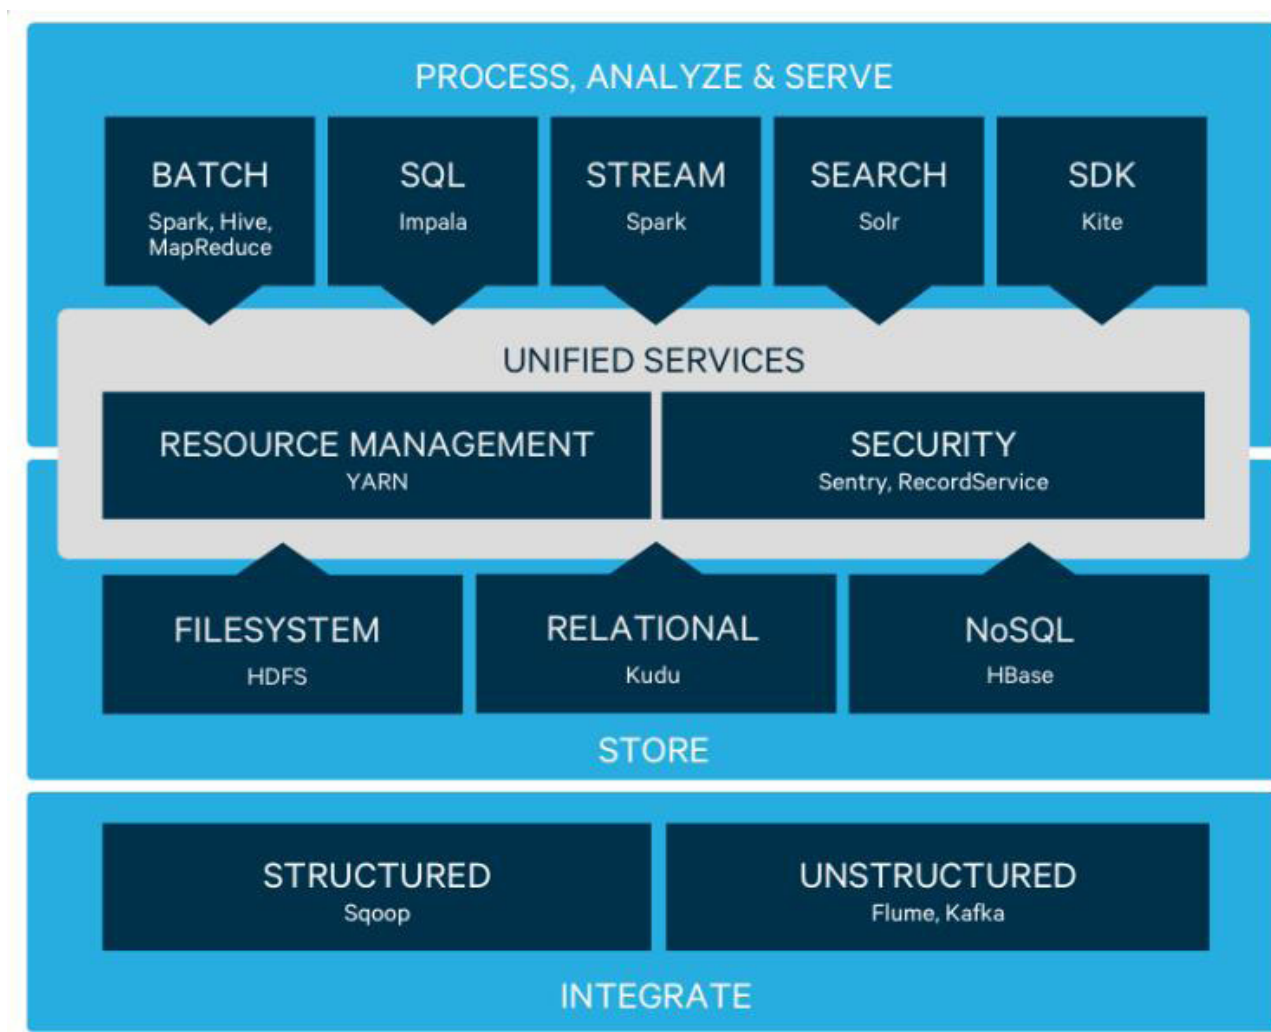 PROCESS, ANALYZE & SERVE
BATCH
Spark, Hive,
MapReduce
SQL
Impala
STREAM
Spark
SEARCH
Solr
SDK
Kite
UNIFIED SERVICES
RESOURCE MANAGEMENT
YARN
SECURITY
Sentry, RecordService
FILESYSTEM
HDFS
RELATIONAL
Kudu
NoSQL
HBase
STORE
STRUCTURED
Sqoop
UNSTRUCTURED
Flume, Kafka
INTEGRATE